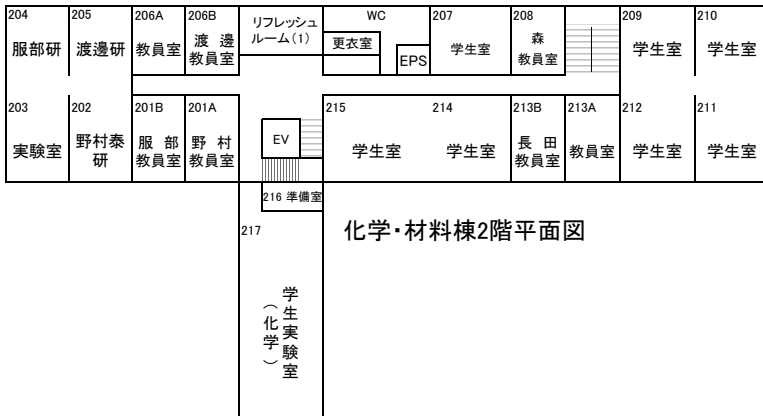 204
服部研
205
渡邊研
206A
教員室
206B
渡 邊
教員室
リフレッシュ
ルーム(1)
WC
更衣室
EPS
207
学生室
208
森
教員室
209
学生室
210
学生室
203
実験室
202
野村泰
研
201B
服 部
教員室
201A
野 村
教員室
EV
215
学生室
214
学生室
213B
長 田
教員室
213A
教員室
212
学生室
211
学生室
216 準備室
217
化学・材料棟2階平面図
学生実験室
(化学)